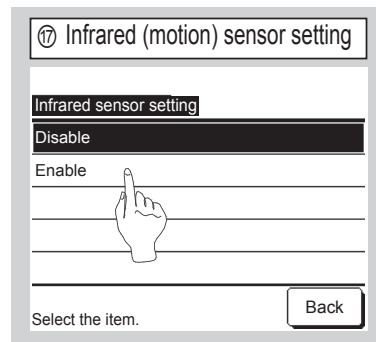 ⑰ Infrared (motion) sensor setting
Infrared sensor setting
Disable
Enable
Select the item.
Back